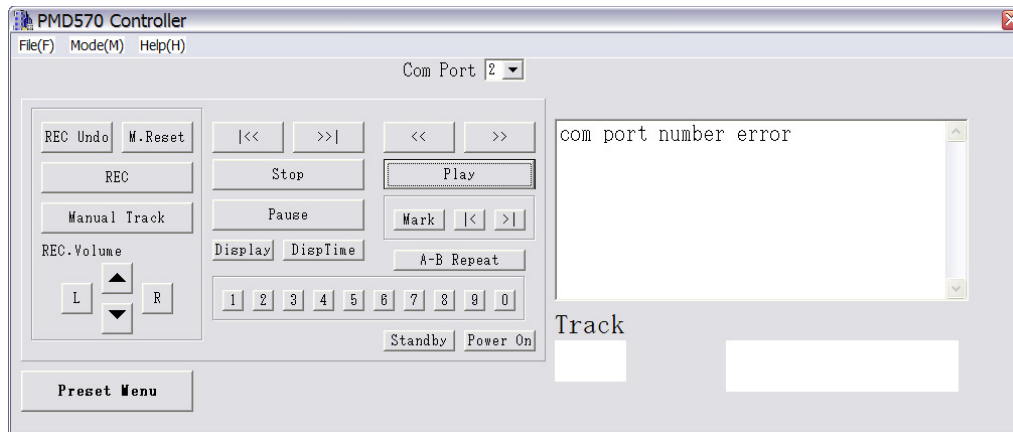 PMD570 Controller
File(F) Mode(M) Help(H)
Com Port 2
REC Undo M.Reset |<< >>| << >>
REC Stop Play
Manual Track Pause Mark |< >|
REC.Volume Display DispTime A-B Repeat
L R
1 2 3 4 5 6 7 8 9 0
Standby Power On
Preset Menu
com port number error
Track